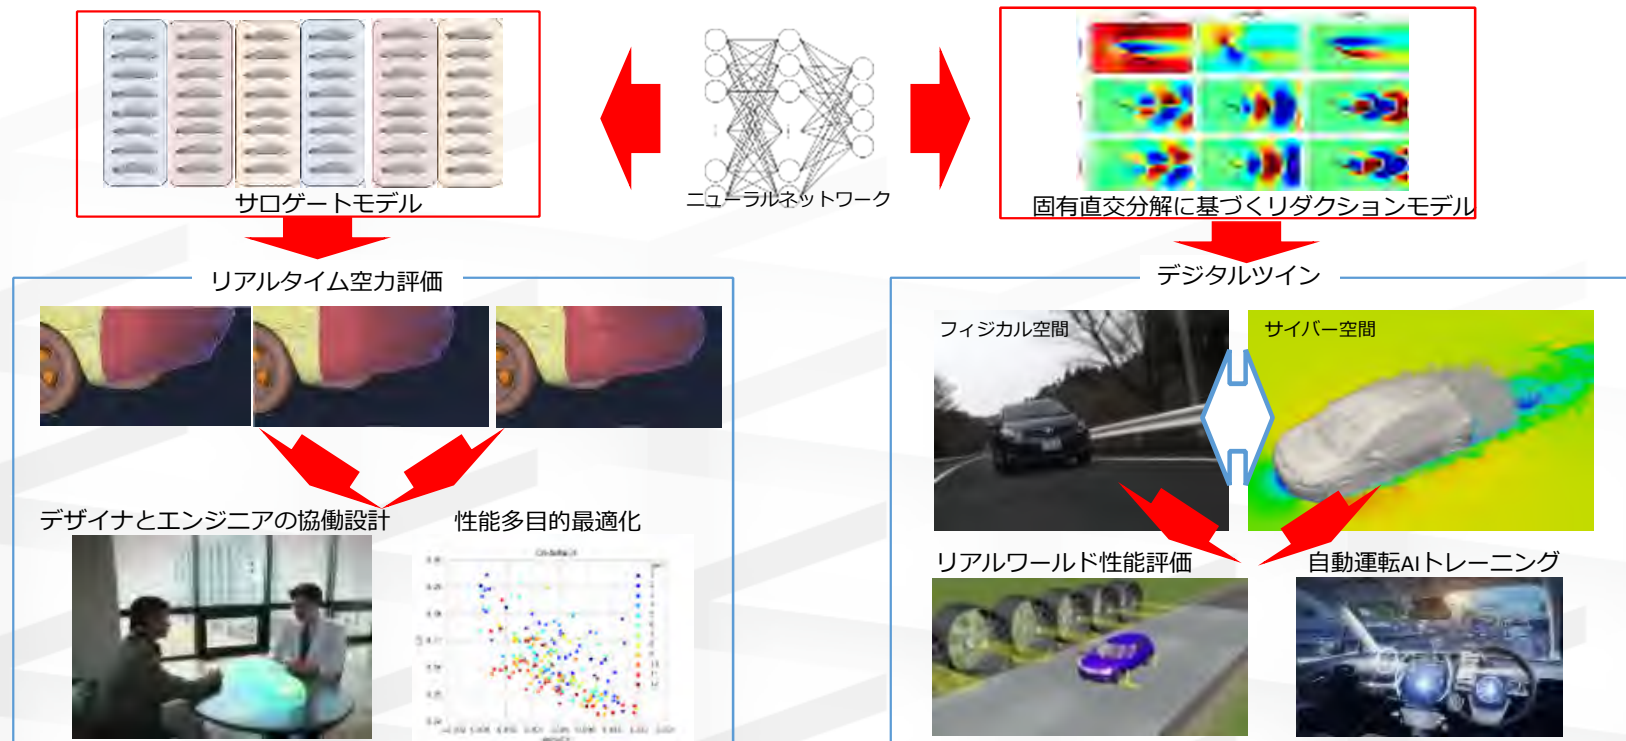 サロゲートモデル
ニューラルネットワーク
固有直交分解に基づくリダクションモデル
リアルタイム空力評価
デザイナとエンジニアの協働設計
性能多目的最適化
デジタルツイン
フィジカル空間
サイバー空間
リアルワールド性能評価
自動運転AIトレーニング